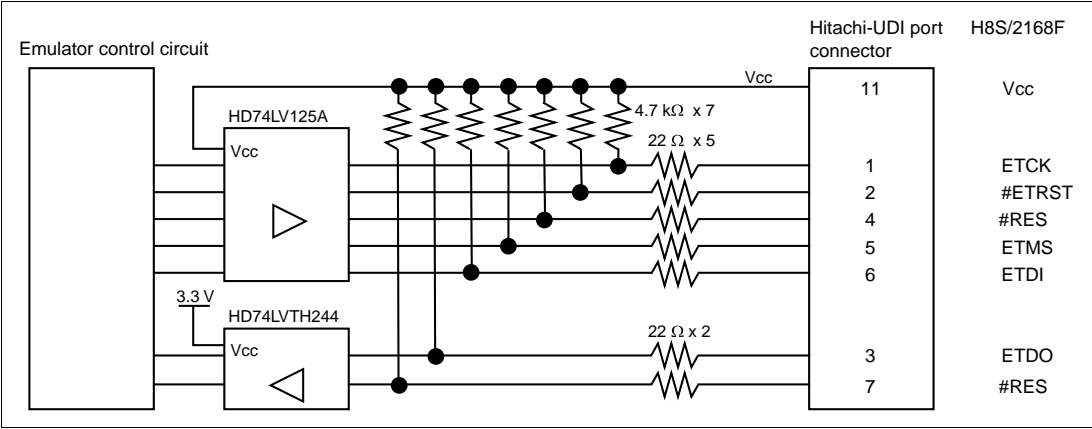 Hitachi-UDI port connector
H8S/2168F
Emulator control circuit
Vcc
11
Vcc
HD74LV125A
4.7 kΩ x 7
Vcc
22 Ω x 5
1
ETCK
2
#ETRST
4
#RES
5
ETMS
6
ETDI
3.3 V
HD74LVTH244
22 Ω x 2
Vcc
3
ETDO
7
#RES